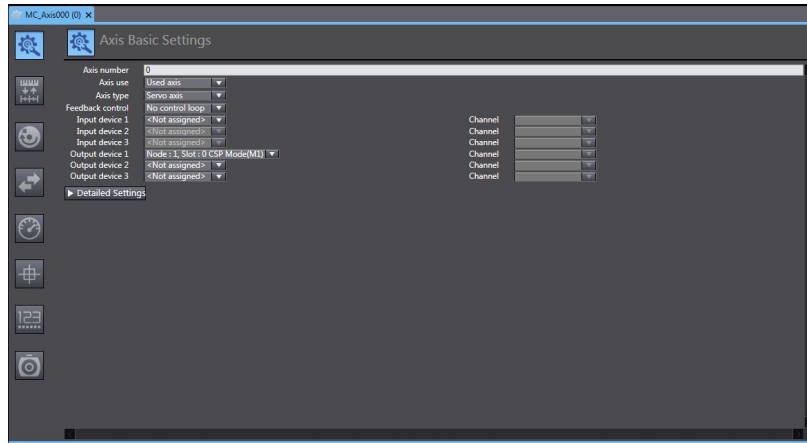 MC_Axis000 (0) ×
Axis Basic Settings
Axis number 0
Axis use Used axis
Axis type Servo axis
Feedback control No control loop
Input device 1 <Not assigned> Channel
Input device 2 <Not assigned> Channel
Input device 3 <Not assigned> Channel
Output device 1 Node : 1, Slot : 0 CSP Mode(M1) Channel
Output device 2 <Not assigned> Channel
Output device 3 <Not assigned> Channel
▶ Detailed Settings
123